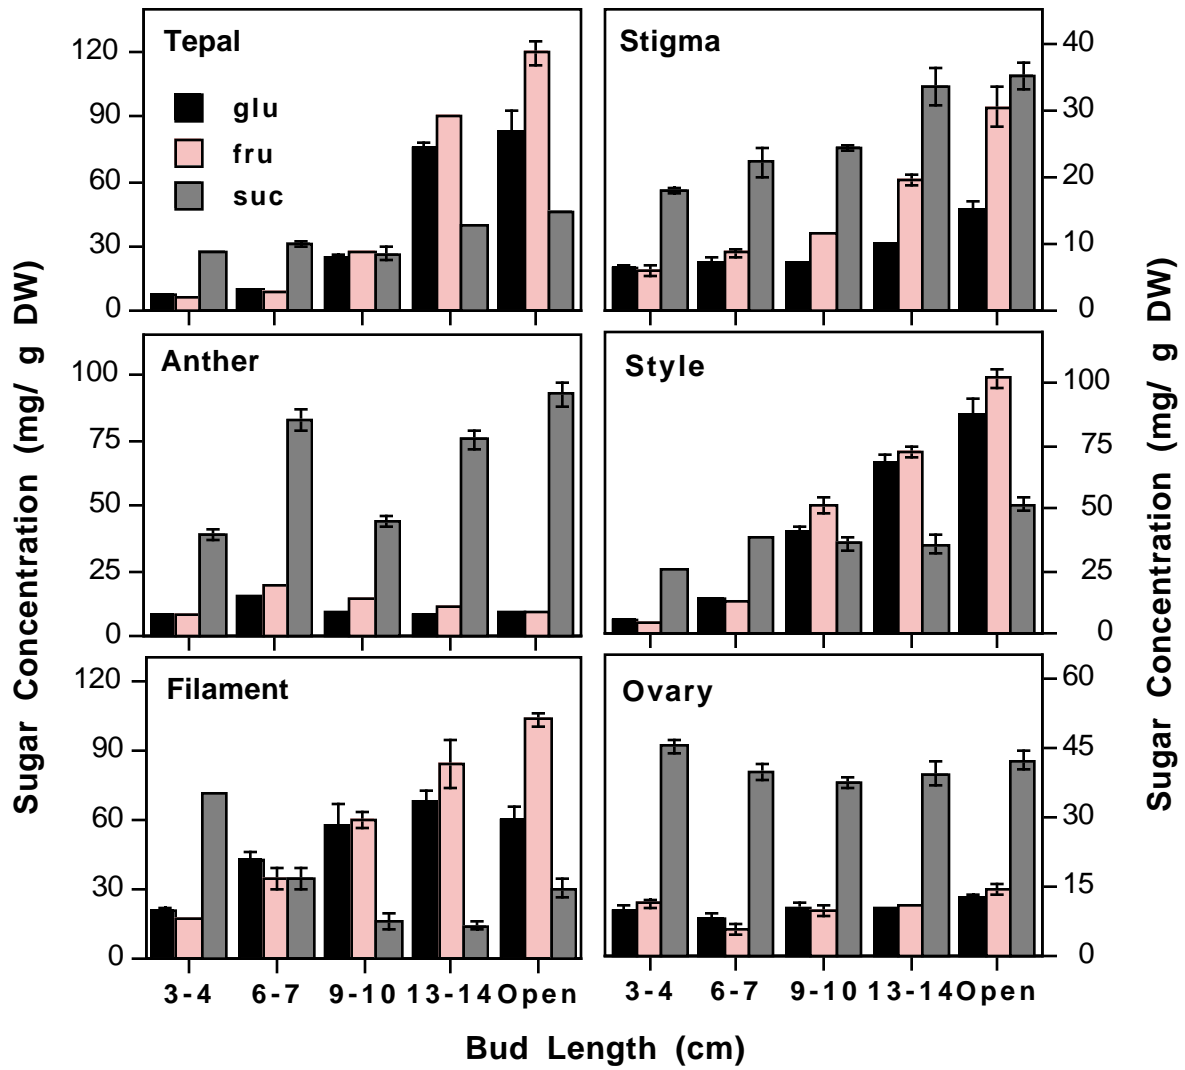 Tepal
glu
fru
suc
120
90
60
30
0
Stigma
40
30
20
10
0
Anther
100
75
50
25
0
Style
100
75
50
25
0
Filament
120
90
60
30
0
Ovary
60
45
30
15
0
3-4 6-7 9-10 13-14 Open
3-4 6-7 9-10 13-14 Open
Bud Length (cm)
Sugar Concentration (mg/ g DW)
Sugar Concentration (mg/ g DW)